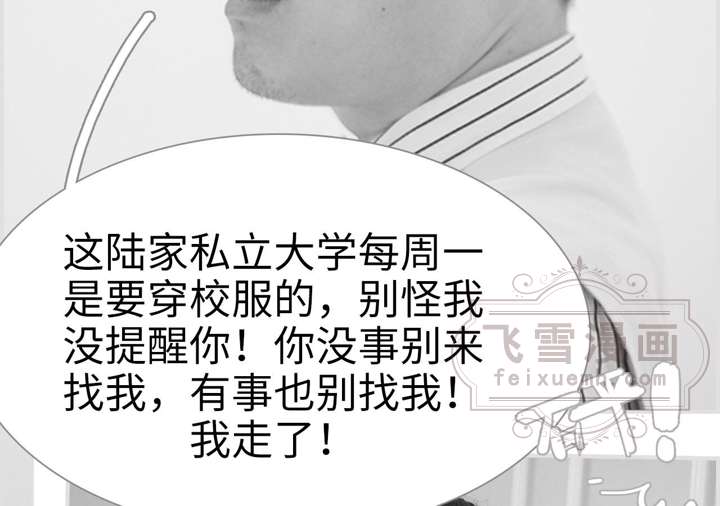 这陆家私立大学每周一
是要穿校服的，别怪我
没提醒你！你没事别来
找我，有事也别找我！
我走了！
飞雪漫画
feixuemh.com